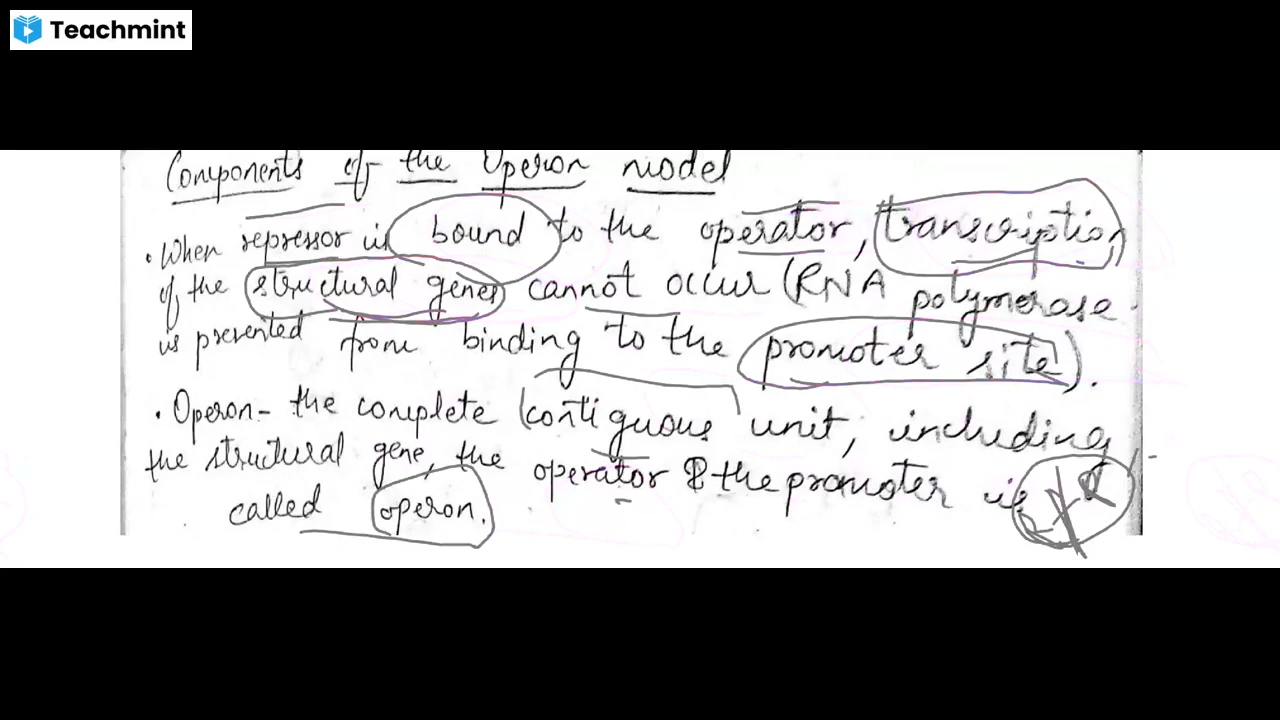 Teachmint
Components of the Operon model
• When repressor is bound to the operator, transcription
of the structural genes cannot occur (RNA polymerase
is prevented from binding to the promoter site).
• Operon - the complete contiguous unit, including
the structural gene, the operator & the promoter is
called operon.